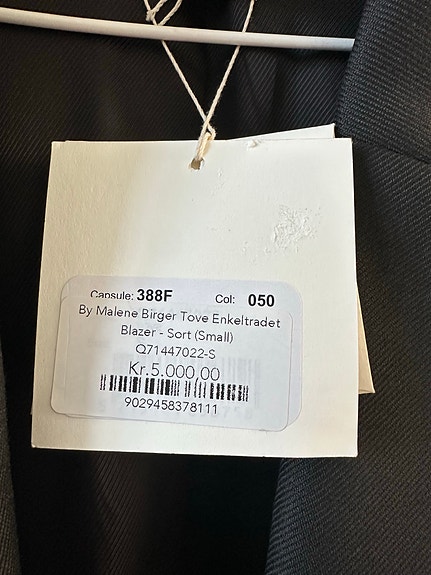 Capsule: 388F Col: 050
By Malene Birger Tove Enkeltradet
Blazer - Sort (Small)
Q71447022-S
Kr.5.000,00
9029458378111